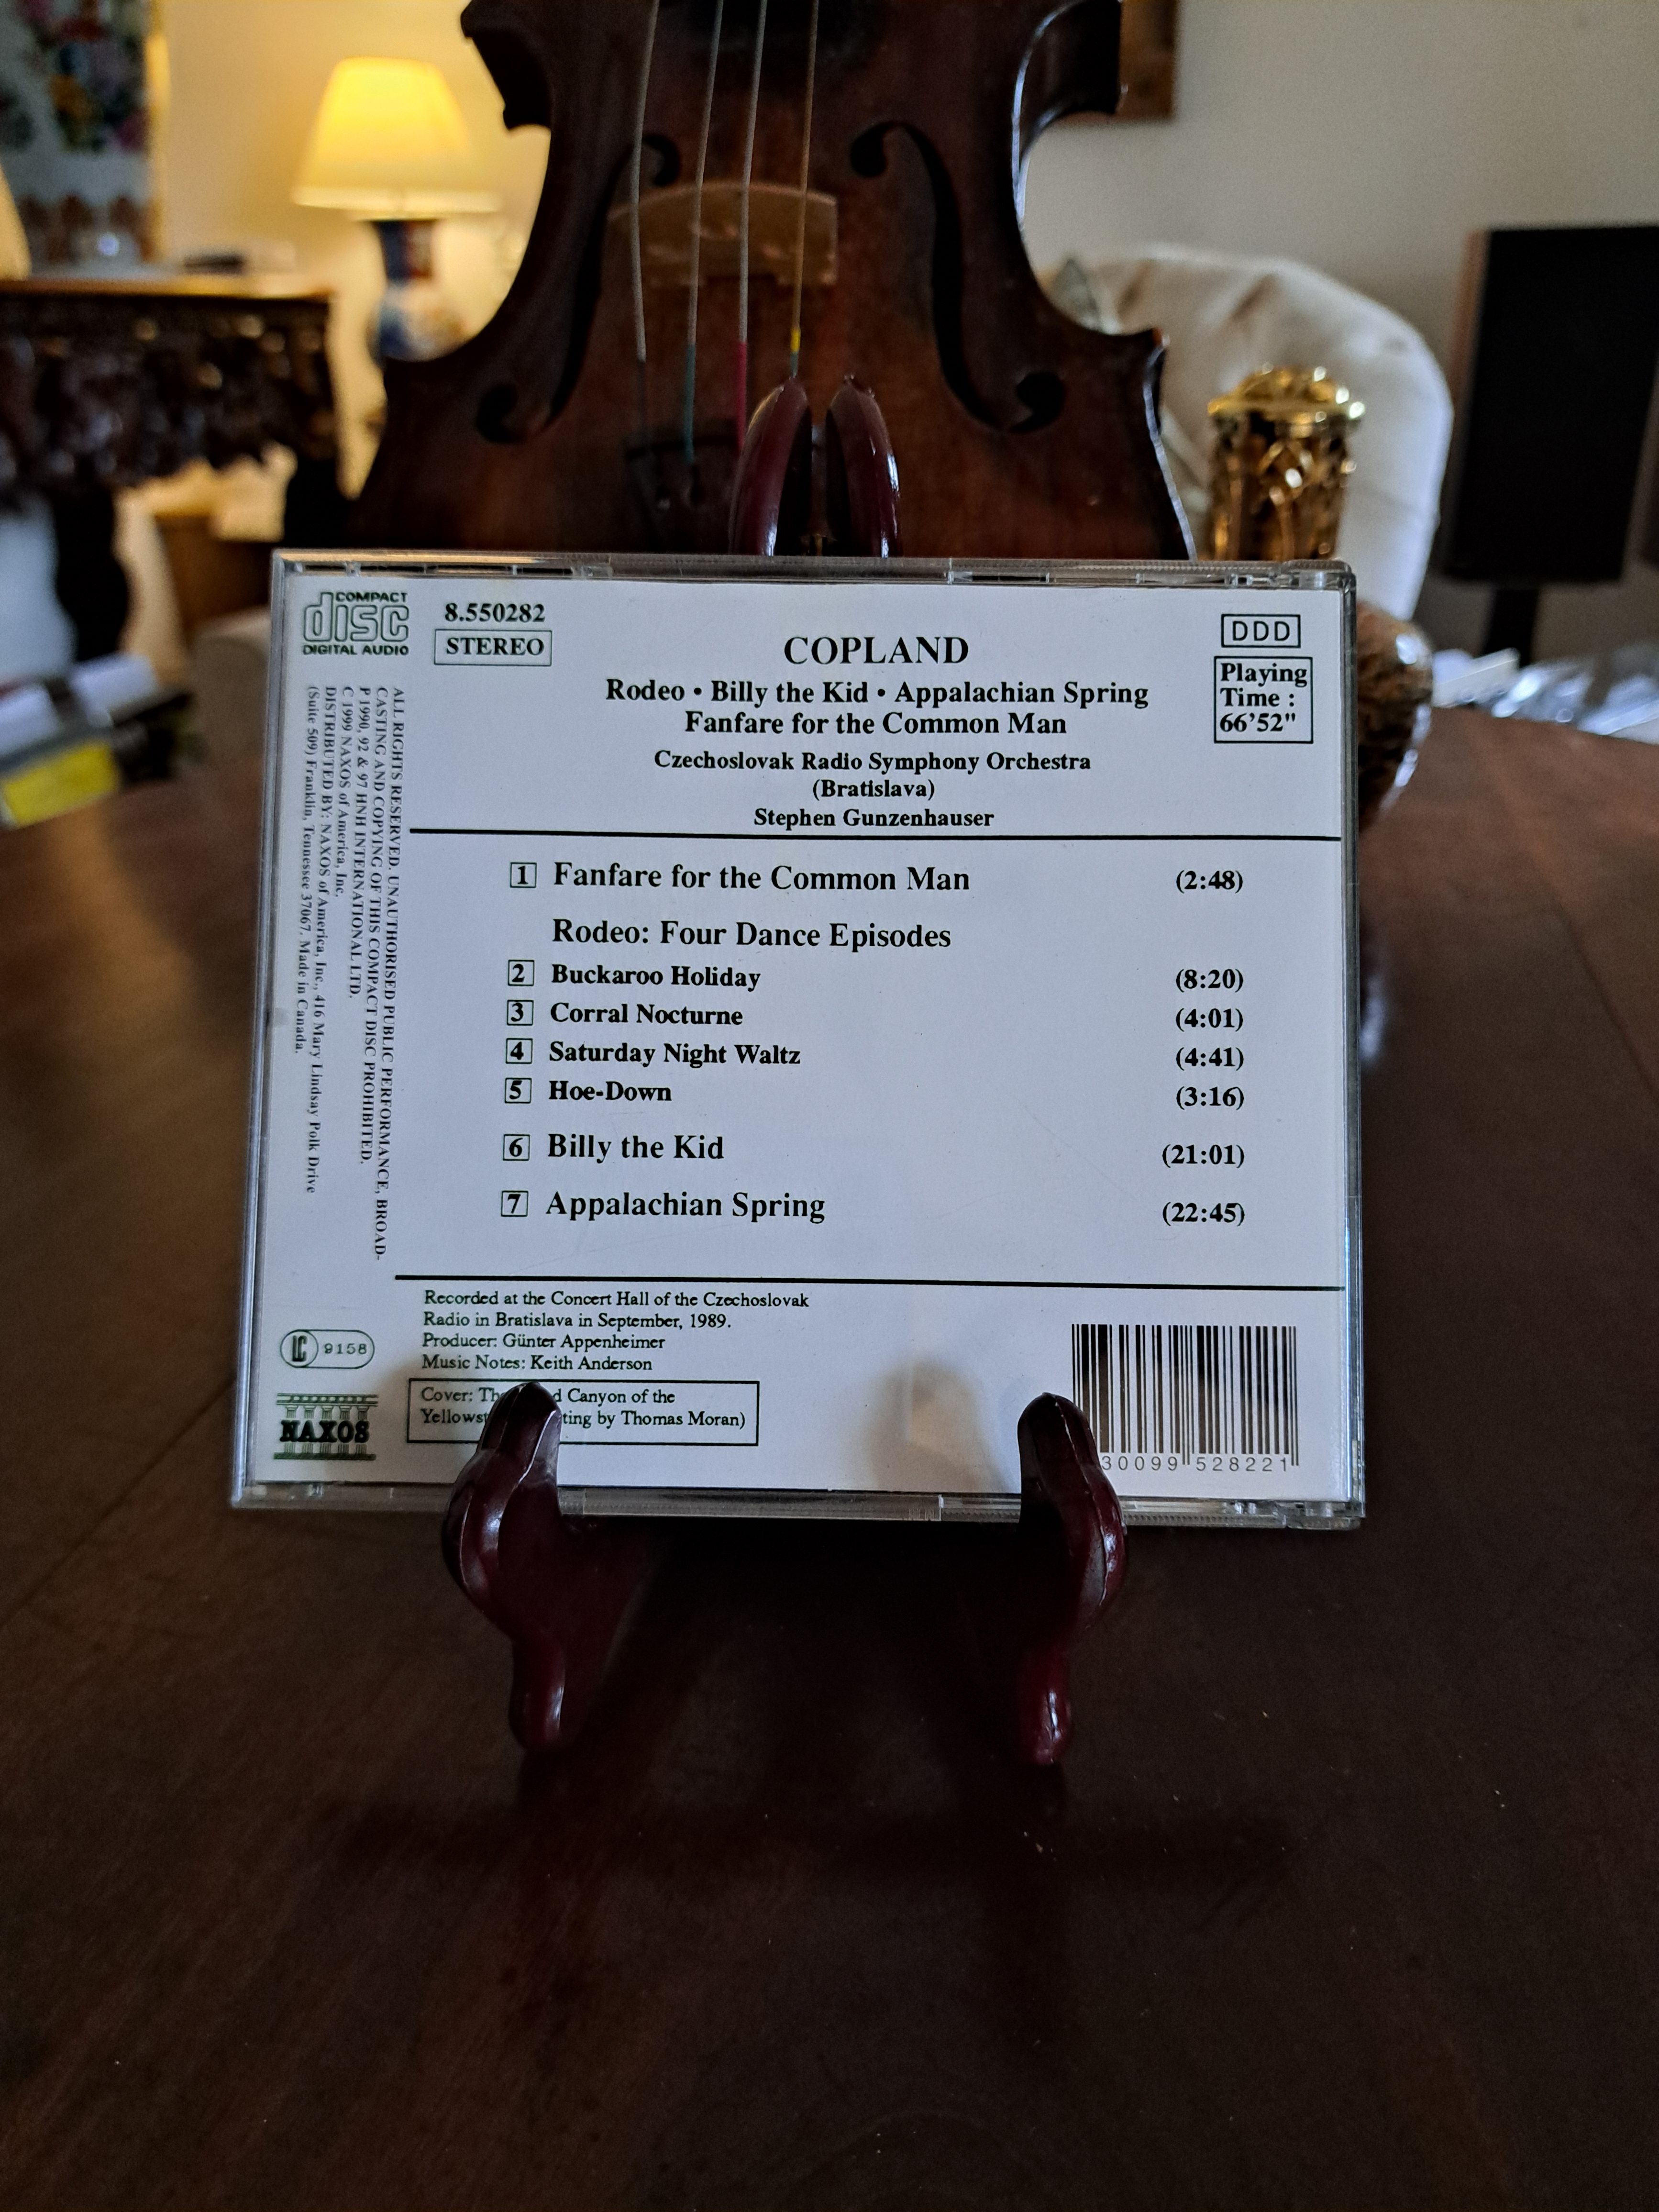 COMPACT
disc
DIGITAL AUDIO
8.550282
STEREO
COPLAND
Rodeo • Billy the Kid • Appalachian Spring
Fanfare for the Common Man
Czechoslovak Radio Symphony Orchestra
(Bratislava)
Stephen Gunzenhauser
DDD
Playing
Time :
66'52"
ALL RIGHTS RESERVED. UNAUTHORISED PUBLIC PERFORMANCE, BROAD-
CASTING AND COPYING OF THIS COMPACT DISC PROHIBITED.
P 1990, 92 & 97 HNH INTERNATIONAL LTD.
C 1999 NAXOS of America, Inc.
DISTRIBUTED BY: NAXOS of America, Inc., 416 Mary Lindsay Polk Drive
(Suite 509) Franklin, Tennessee 37067. Made in Canada.
1 Fanfare for the Common Man (2:48)
Rodeo: Four Dance Episodes
2 Buckaroo Holiday (8:20)
3 Corral Nocturne (4:01)
4 Saturday Night Waltz (4:41)
5 Hoe-Down (3:16)
6 Billy the Kid (21:01)
7 Appalachian Spring (22:45)
Recorded at the Concert Hall of the Czechoslovak
Radio in Bratislava in September, 1989.
Producer: Günter Appenheimer
Music Notes: Keith Anderson
Cover: Canyon of the
by Thomas Moran)
LC 9158
NAXOS
30099 528221